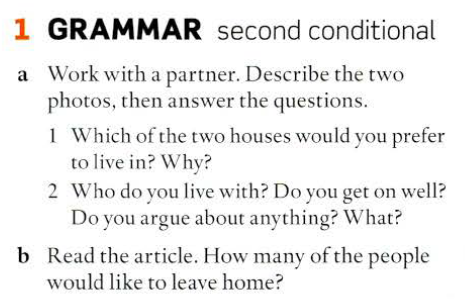 1 GRAMMAR second conditional
a Work with a partner. Describe the two
photos, then answer the questions.
1 Which of the two houses would you prefer
to live in? Why?
2 Who do you live with? Do you get on well?
Do you argue about anything? What?
b Read the article. How many of the people
would like to leave home?